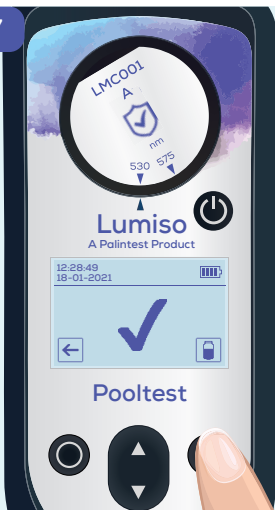 LMC001
A
nm
530 575
Lumiso
A Palintest Product
12:28:49
18-01-2021
Pooltest